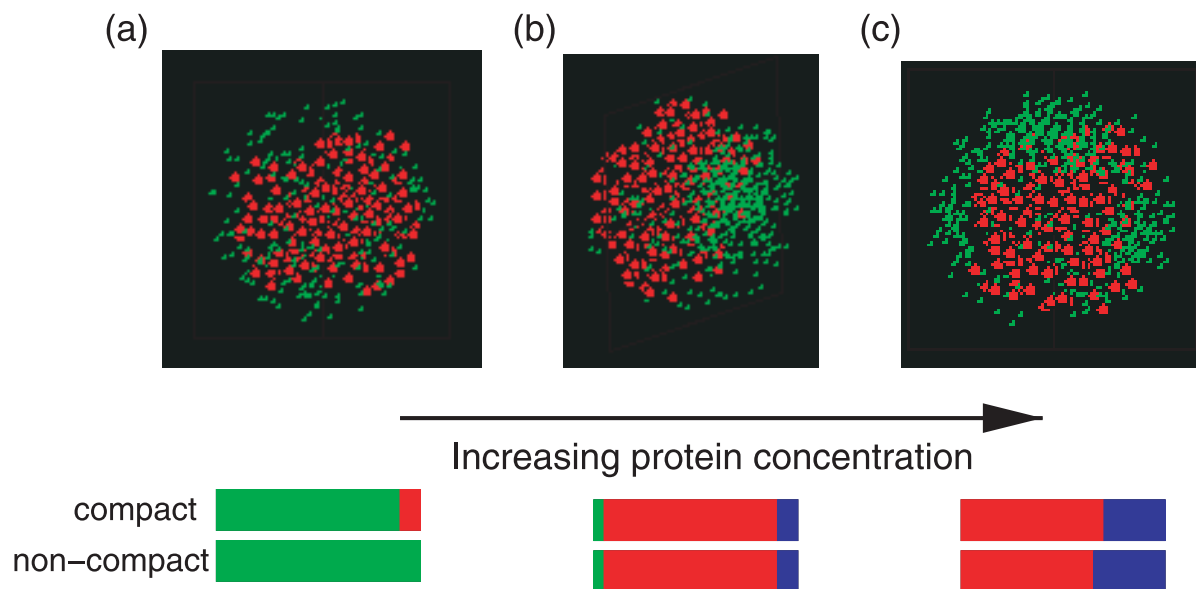 (a)
(b)
(c)
Increasing protein concentration
compact
non-compact